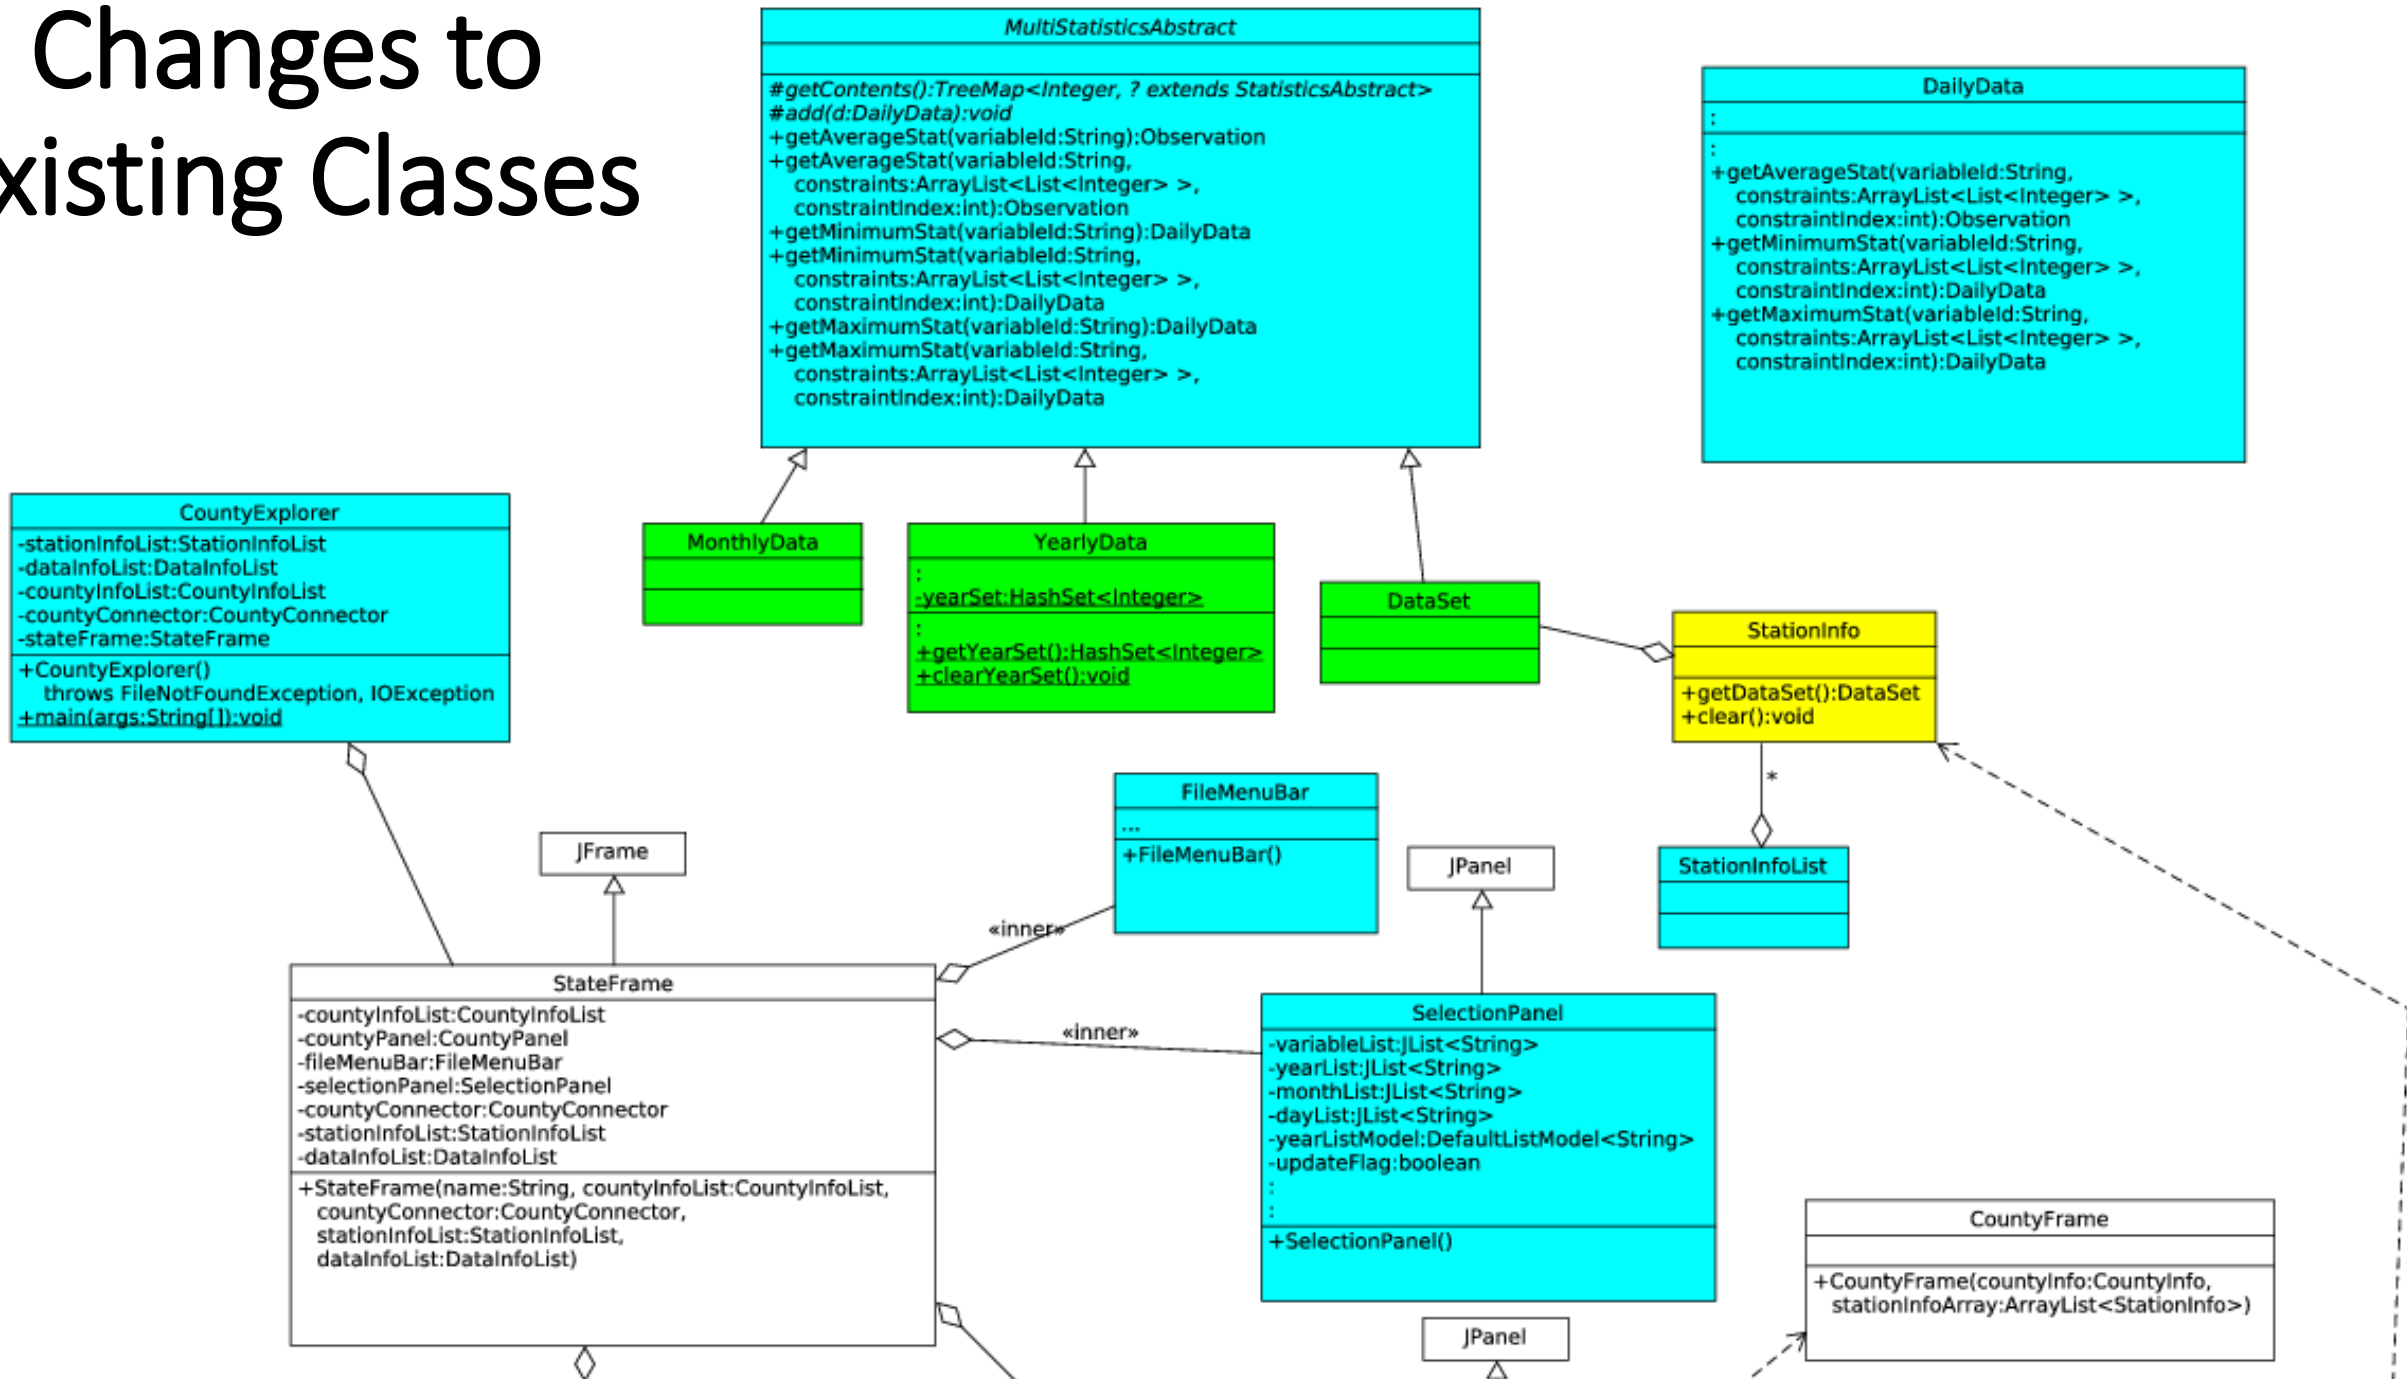 Changes to
xisting Classes
MultiStatisticsAbstract
#getContents():TreeMap<Integer, ? extends StatisticsAbstract>
#add(d:DailyData):void
+getAverageStat(variableId:String):Observation
+getAverageStat(variableId:String,
constraints:ArrayList<List<Integer> >,
constraintIndex:int):Observation
+getMinimumStat(variableId:String):DailyData
+getMinimumStat(variableId:String,
constraints:ArrayList<List<Integer> >,
constraintIndex:int):DailyData
+getMaximumStat(variableId:String):DailyData
+getMaximumStat(variableId:String,
constraints:ArrayList<List<Integer> >,
constraintIndex:int):DailyData
DailyData
:
:
+getAverageStat(variableId:String,
constraints:ArrayList<List<Integer> >,
constraintIndex:int):Observation
+getMinimumStat(variableId:String,
constraints:ArrayList<List<Integer> >,
constraintIndex:int):DailyData
+getMaximumStat(variableId:String,
constraints:ArrayList<List<Integer> >,
constraintIndex:int):DailyData
CountyExplorer
-stationInfoList:StationInfoList
-dataInfoList:DataInfoList
-countyInfoList:CountyInfoList
-countyConnector:CountyConnector
-stateFrame:StateFrame
+CountyExplorer()
throws FileNotFoundException, IOException
+main(args:String[]):void
MonthlyData
YearlyData
:
-yearSet:HashSet<Integer>
:
+getYearSet():HashSet<Integer>
+clearYearSet():void
DataSet
StationInfo
+getDataSet():DataSet
+clear():void
*
StationInfoList
FileMenuBar
...
+FileMenuBar()
JFrame
JPanel
«inner»
StateFrame
-countyInfoList:CountyInfoList
-countyPanel:CountyPanel
-fileMenuBar:FileMenuBar
-selectionPanel:SelectionPanel
-countyConnector:CountyConnector
-stationInfoList:StationInfoList
-dataInfoList:DataInfoList
+StateFrame(name:String, countyInfoList:CountyInfoList,
countyConnector:CountyConnector,
stationInfoList:StationInfoList,
dataInfoList:DataInfoList)
«inner»
SelectionPanel
-variableList:JList<String>
-yearList:JList<String>
-monthList:JList<String>
-dayList:JList<String>
-yearListModel:DefaultListModel<String>
-updateFlag:boolean
:
:
+SelectionPanel()
CountyFrame
+CountyFrame(countyInfo:CountyInfo,
stationInfoArray:ArrayList<StationInfo>)
JPanel